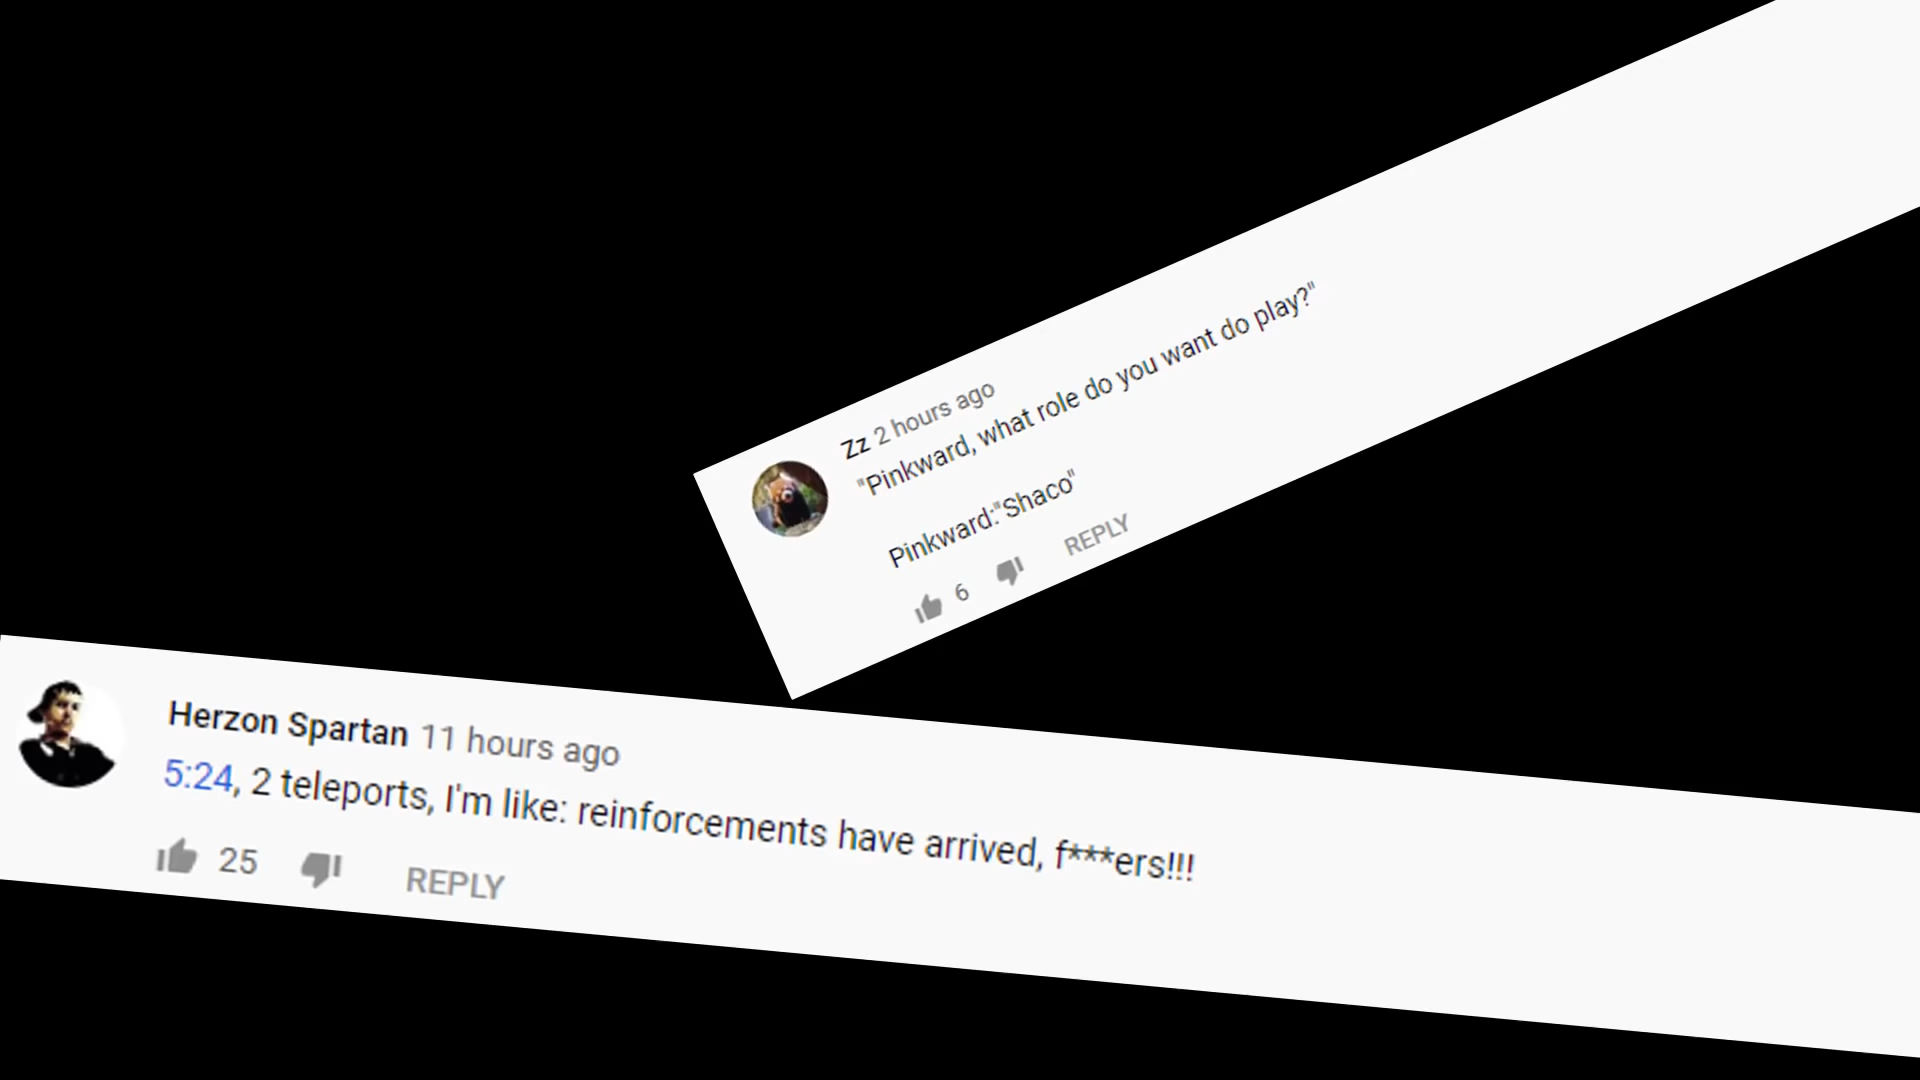 Zz 2 hours ago
"Pinkward, what role do you want do play?"
Pinkward:"Shaco"
6 REPLY
Herzon Spartan 11 hours ago
5:24, 2 teleports, I'm like: reinforcements have arrived, f***ers!!!
25 REPLY